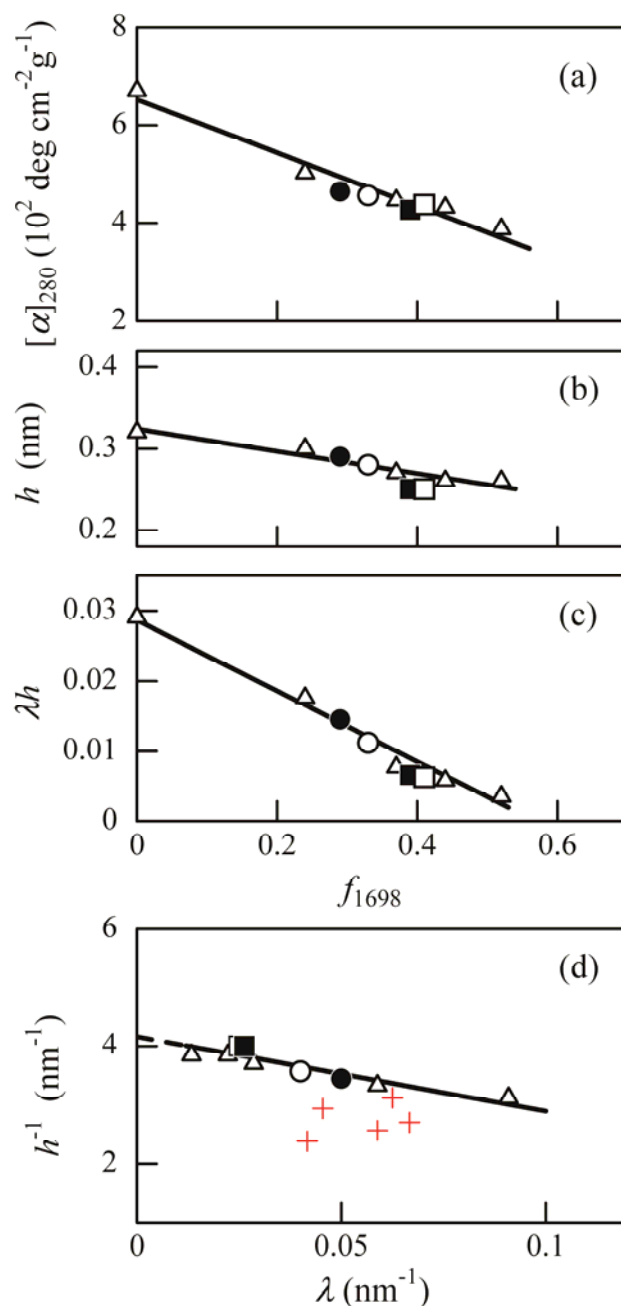 8
6
4
2
[α]₂₈₀ (10² deg cm⁻²g⁻¹)
(a)
0.4
0.3
0.2
h (nm)
(b)
0.03
0.02
0.01
0
λh
(c)
0 0.2 0.4 0.6
f₁₆₉₈
6
4
2
h⁻¹ (nm⁻¹)
(d)
0 0.05 0.1
λ (nm⁻¹)